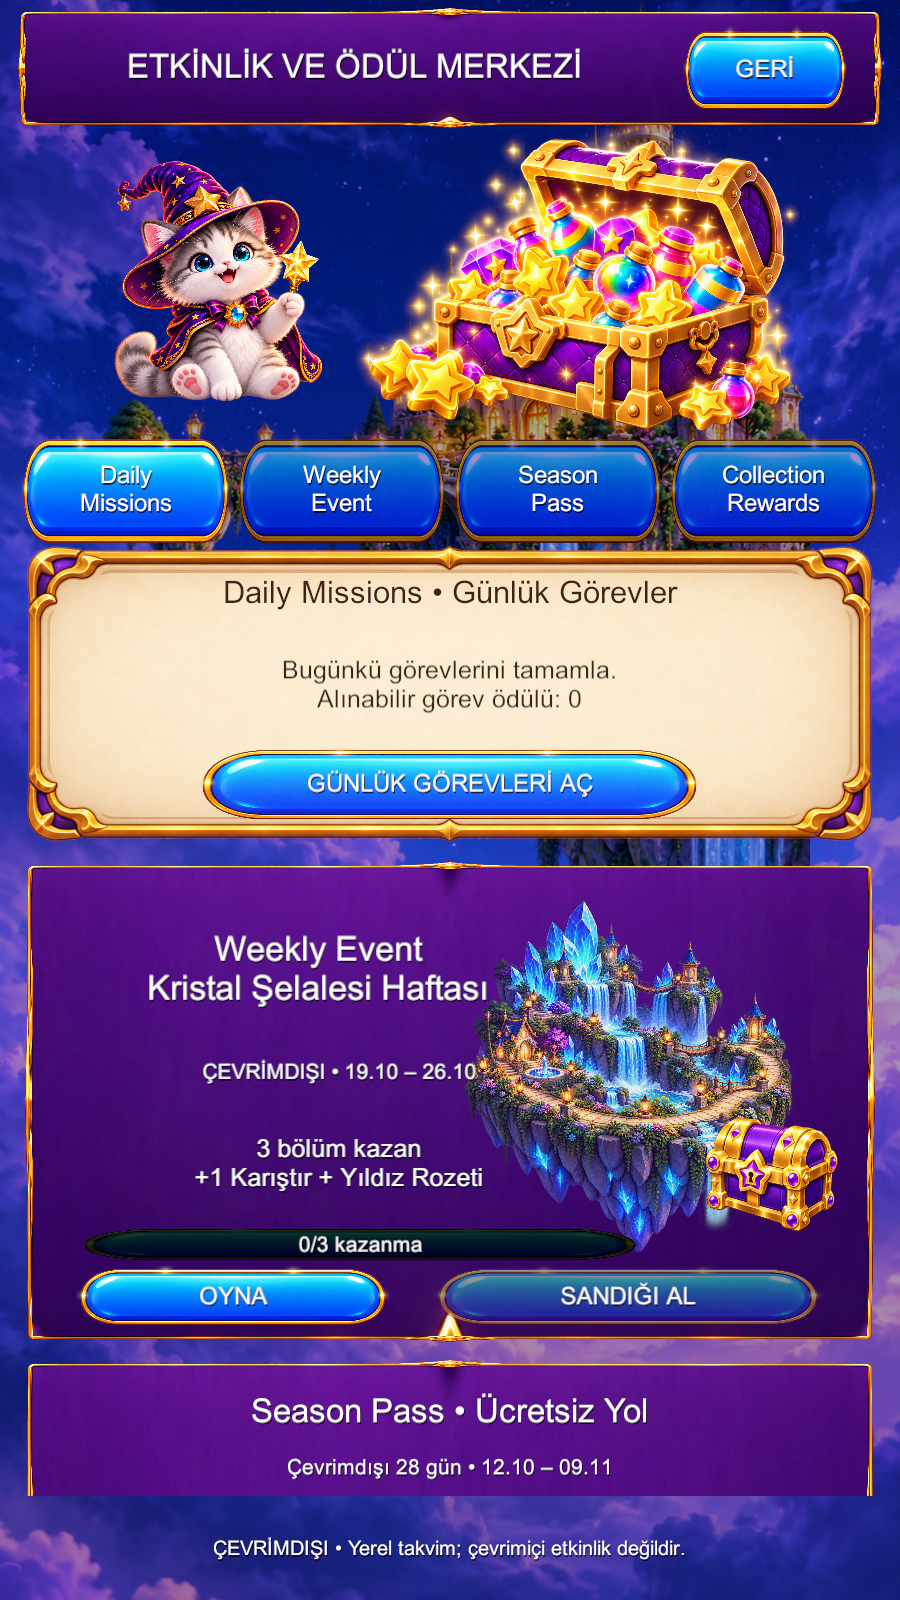 ETKİNLİK VE ÖDÜL MERKEZİ
GERİ
Daily
Missions
Weekly
Event
Season
Pass
Collection
Rewards
Daily Missions • Günlük Görevler
Bugünkü görevlerini tamamla.
Alınabilir görev ödülü: 0
GÜNLÜK GÖREVLERİ AÇ
Weekly Event
Kristal Şelalesi Haftası
ÇEVRİMDIŞI • 19.10 – 26.10
3 bölüm kazan
+1 Karıştır + Yıldız Rozeti
0/3 kazanma
OYNA
SANDIĞI AL
Season Pass • Ücretsiz Yol
Çevrimdışı 28 gün • 12.10 – 09.11
ÇEVRİMDIŞI • Yerel takvim; çevrimiçi etkinlik değildir.